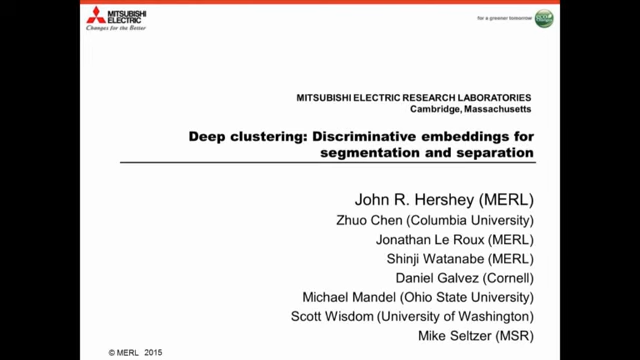 MITSUBISHI
ELECTRIC
Changes for the Better
for a greener tomorrow
MITSUBISHI ELECTRIC RESEARCH LABORATORIES
Cambridge, Massachusetts
Deep clustering: Discriminative embeddings for
segmentation and separation
John R. Hershey (MERL)
Zhuo Chen (Columbia University)
Jonathan Le Roux (MERL)
Shinji Watanabe (MERL)
Daniel Galvez (Cornell)
Michael Mandel (Ohio State University)
Scott Wisdom (University of Washington)
Mike Seltzer (MSR)
© MERL 2015